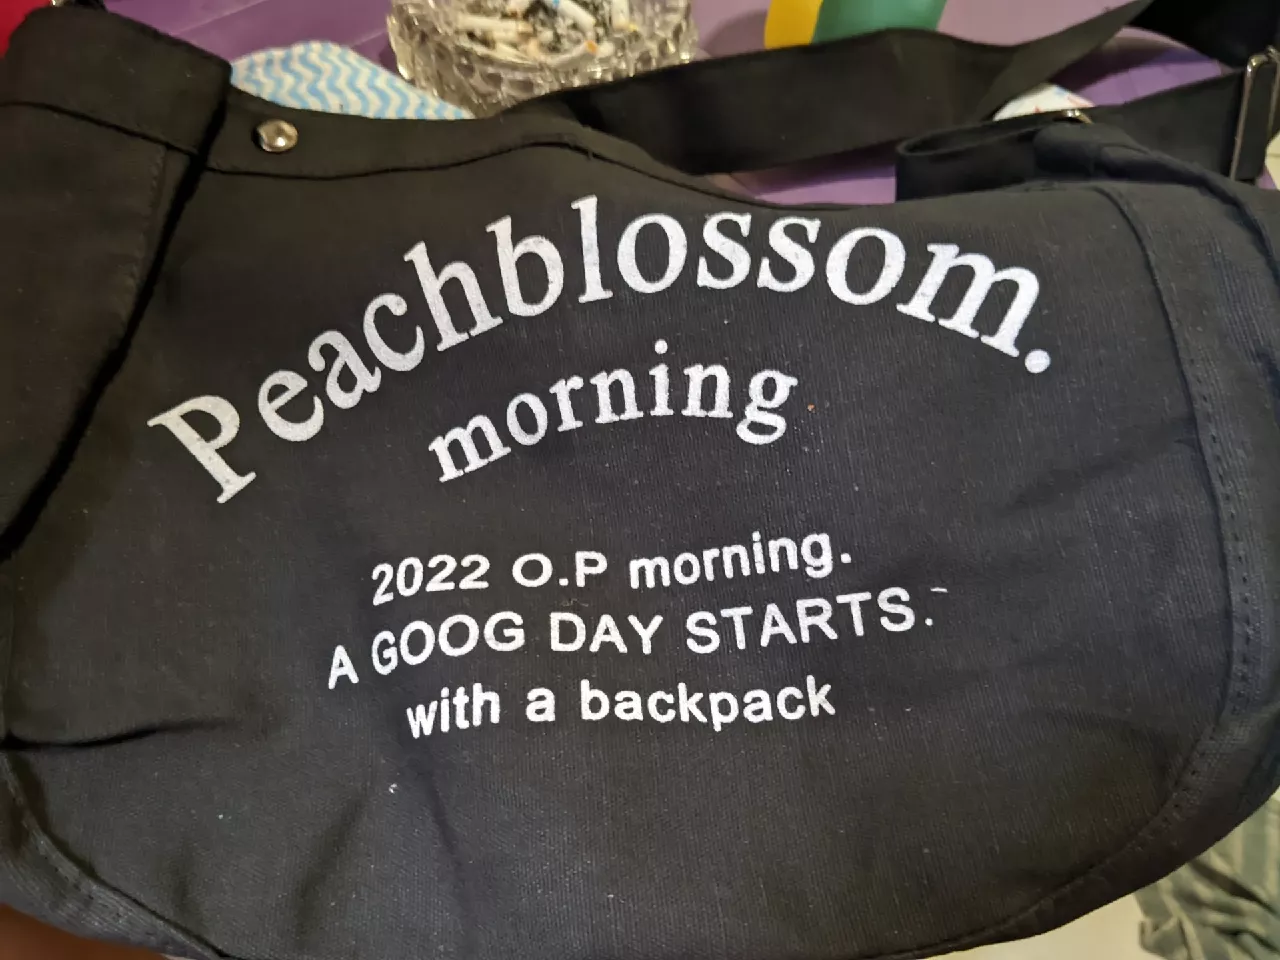 Peachblossom.
morning
2022 O.P morning.
A GOOG DAY STARTS.
with a backpack